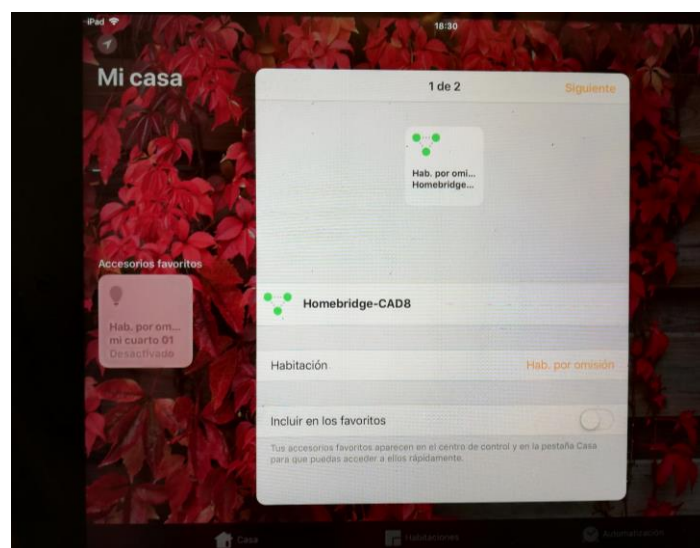 iPad
18:30
Mi casa
1 de 2
Siguiente
Hab. por omi...
Homebridge...
Accesorios favoritos
Hab. por om...
mi cuarto 01
Desactivado
Homebridge-CAD8
Habitación
Hab. por omisión
Incluir en los favoritos
Tus accesorios favoritos aparecen en el centro de control y en la pestaña Casa
para que puedas acceder a ellos rápidamente.
Casa
Habitaciones
Automatización